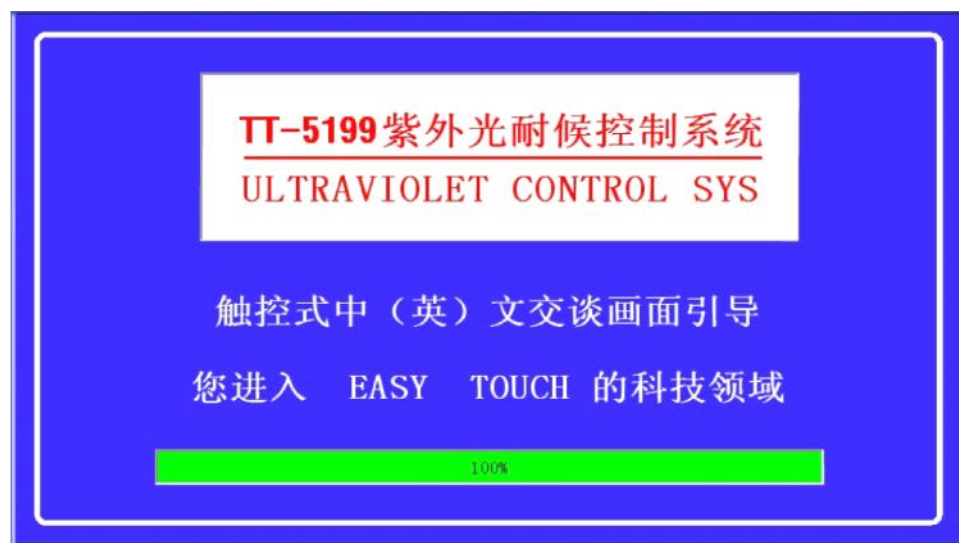 TT-5199紫外光耐候控制系统
ULTRAVIOLET CONTROL SYS
触控式中（英）文交谈画面引导
您进入 EASY TOUCH 的科技领域
100%